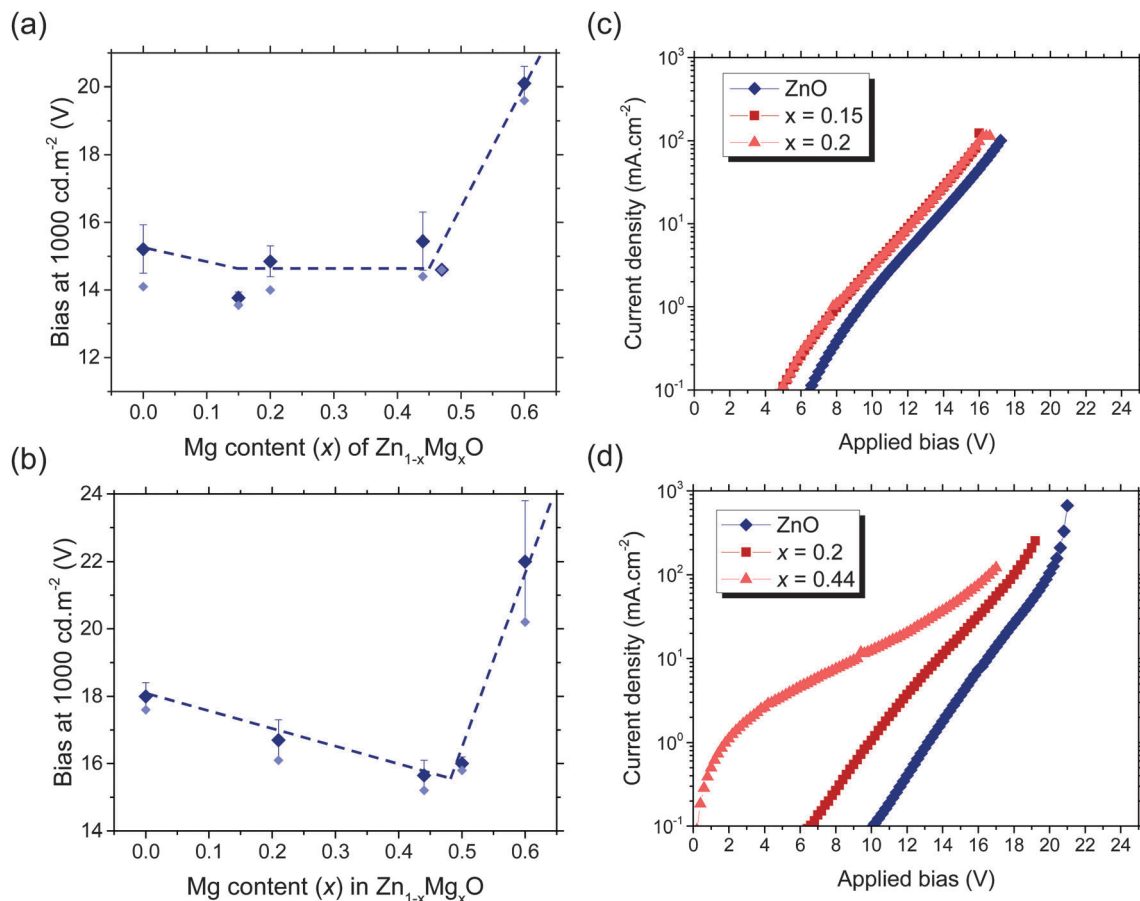 (a)
Bias at 1000 cd.m⁻² (V)
20
18
16
14
12
0.0 0.1 0.2 0.3 0.4 0.5 0.6
Mg content (x) of Zn₁₋ₓMgₓO
(b)
Bias at 1000 cd.m⁻² (V)
24
22
20
18
16
14
0.0 0.1 0.2 0.3 0.4 0.5 0.6
Mg content (x) in Zn₁₋ₓMgₓO
(c)
Current density (mA.cm⁻²)
10³
10²
10¹
10⁰
10⁻¹
ZnO
x = 0.15
x = 0.2
0 2 4 6 8 10 12 14 16 18 20 22 24
Applied bias (V)
(d)
Current density (mA.cm⁻²)
10³
10²
10¹
10⁰
10⁻¹
ZnO
x = 0.2
x = 0.44
0 2 4 6 8 10 12 14 16 18 20 22 24
Applied bias (V)